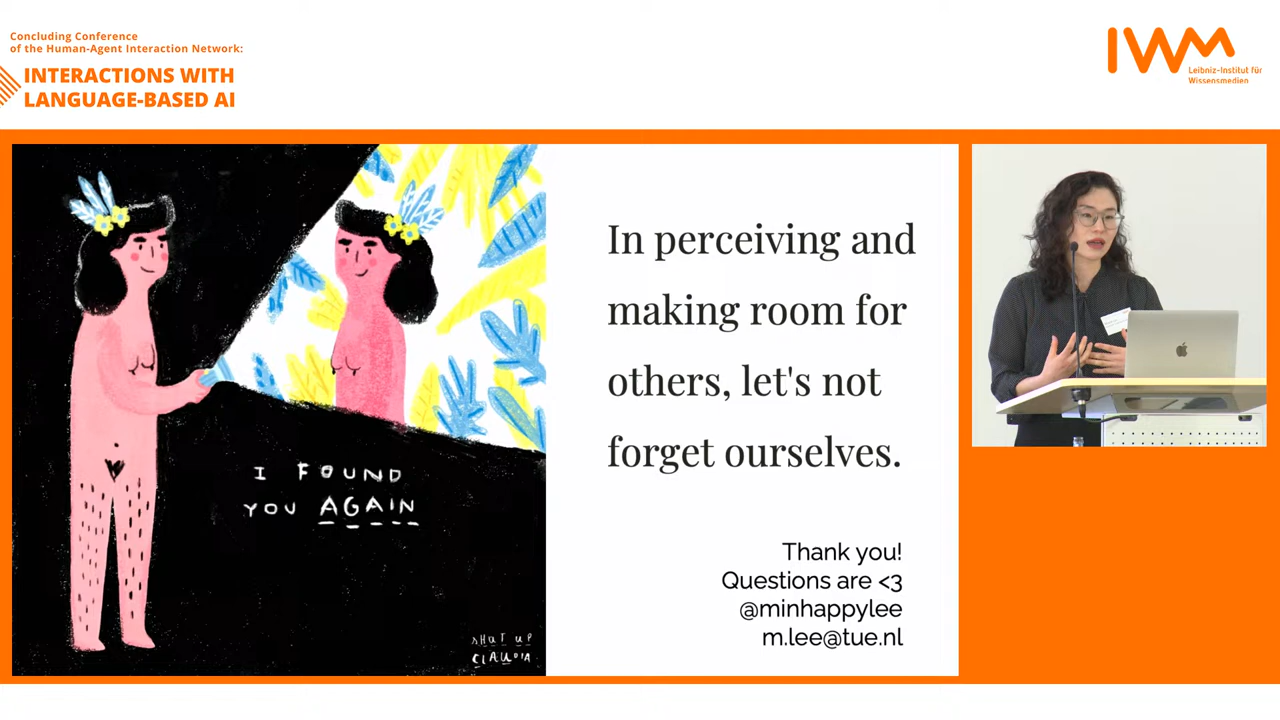 Concluding Conference
of the Human-Agent Interaction Network:
INTERACTIONS WITH
LANGUAGE-BASED AI
IWM
Leibniz-Institut für
Wissensmedien
I FOUND
YOU AGAIN
SHUT UP
CLAUDIA
In perceiving and
making room for
others, let's not
forget ourselves.
Thank you!
Questions are <3
@minhappylee
m.lee@tue.nl